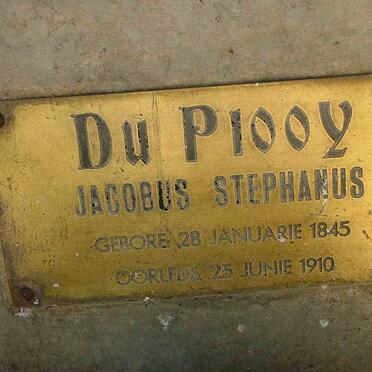 Du Plooy
JACOBUS STEPHANUS
GEBORE 28 JANUARIE 1845
OORLEDE 25 JUNIE 1910